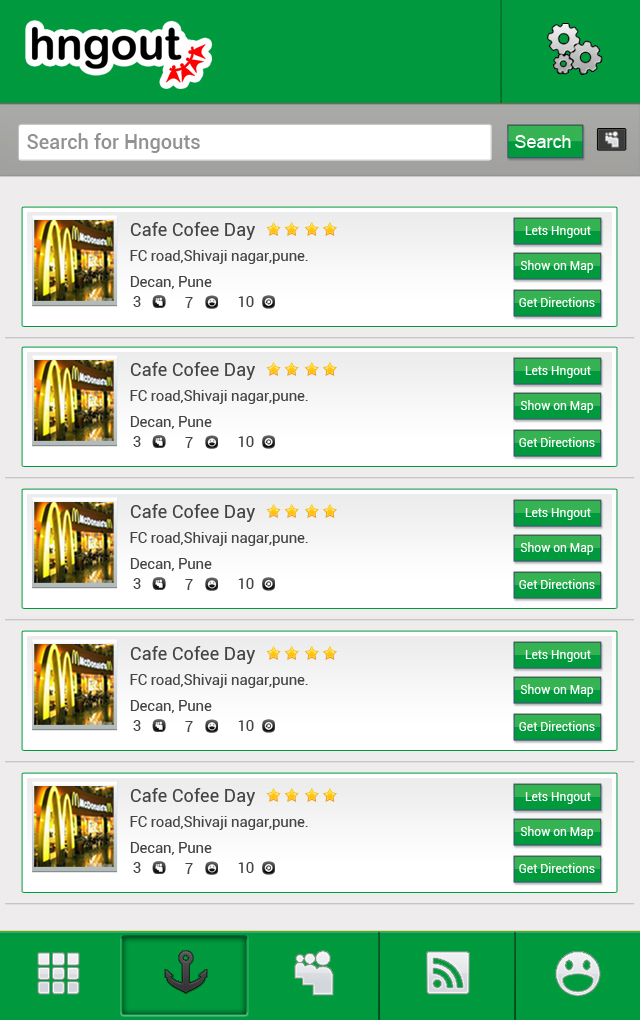 hngout
Search for Hngouts
Search
Cafe Cofee Day
Lets Hngout
FC road,Shivaji nagar,pune.
Show on Map
Decan, Pune
3 7 10
Get Directions
McDonald's
Cafe Cofee Day
Lets Hngout
FC road,Shivaji nagar,pune.
Show on Map
Decan, Pune
3 7 10
Get Directions
McDonald's
Cafe Cofee Day
Lets Hngout
FC road,Shivaji nagar,pune.
Show on Map
Decan, Pune
3 7 10
Get Directions
McDonald's
Cafe Cofee Day
Lets Hngout
FC road,Shivaji nagar,pune.
Show on Map
Decan, Pune
3 7 10
Get Directions
McDonald's
Cafe Cofee Day
Lets Hngout
FC road,Shivaji nagar,pune.
Show on Map
Decan, Pune
3 7 10
Get Directions
McDonald's